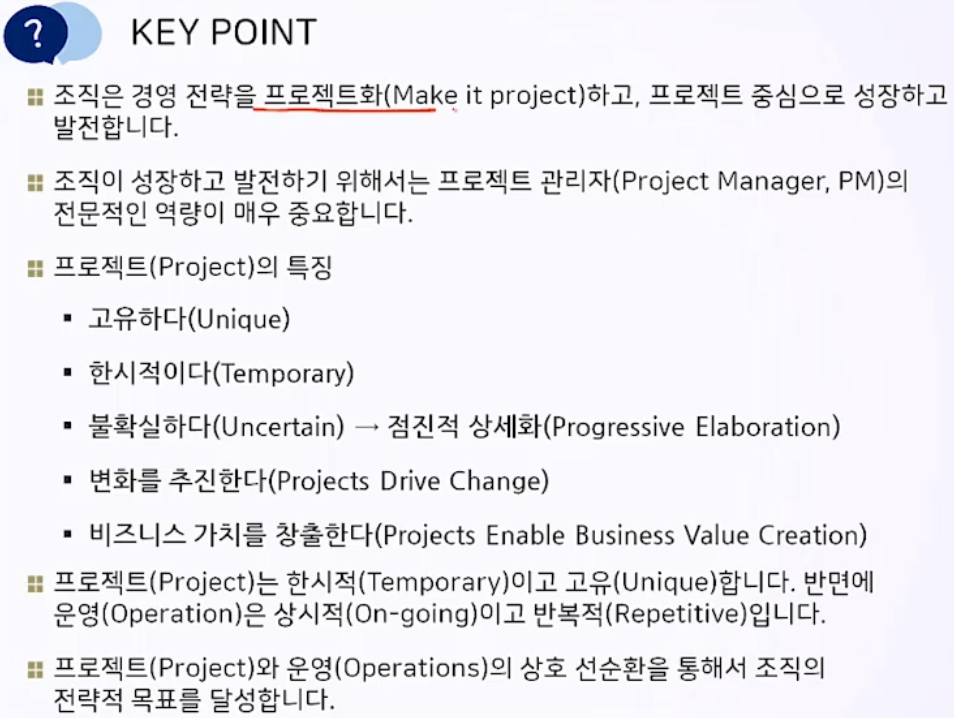 ?
KEY POINT
조직은 경영 전략을 프로젝트화(Make it project)하고, 프로젝트 중심으로 성장하고
발전합니다.
조직이 성장하고 발전하기 위해서는 프로젝트 관리자(Project Manager, PM)의
전문적인 역량이 매우 중요합니다.
프로젝트(Project)의 특징
고유하다(Unique)
한시적이다(Temporary)
불확실하다(Uncertain) → 점진적 상세화(Progressive Elaboration)
변화를 추진한다(Projects Drive Change)
비즈니스 가치를 창출한다(Projects Enable Business Value Creation)
프로젝트(Project)는 한시적(Temporary)이고 고유(Unique)합니다. 반면에
운영(Operation)은 상시적(On-going)이고 반복적(Repetitive)입니다.
프로젝트(Project)와 운영(Operations)의 상호 선순환을 통해서 조직의
전략적 목표를 달성합니다.